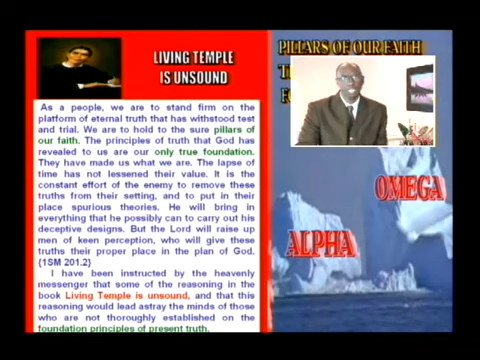 LIVING TEMPLE
IS UNSOUND
As a people, we are to stand firm on the
platform of eternal truth that has withstood test
and trial. We are to hold to the sure pillars of
our faith. The principles of truth that God has
revealed to us are our only true foundation.
They have made us what we are. The lapse of
time has not lessened their value. It is the
constant effort of the enemy to remove these
truths from their setting, and to put in their
place spurious theories. He will bring in
everything that he possibly can to carry out his
deceptive designs. But the Lord will raise up
men of keen perception, who will give these
truths their proper place in the plan of God.
{1SM 201.2}
I have been instructed by the heavenly
messenger that some of the reasoning in the
book Living Temple is unsound, and that this
reasoning would lead astray the minds of those
who are not thoroughly established on the
foundation principles of present truth.
PILLARS OF OUR FAITH
OMEGA
ALPHA